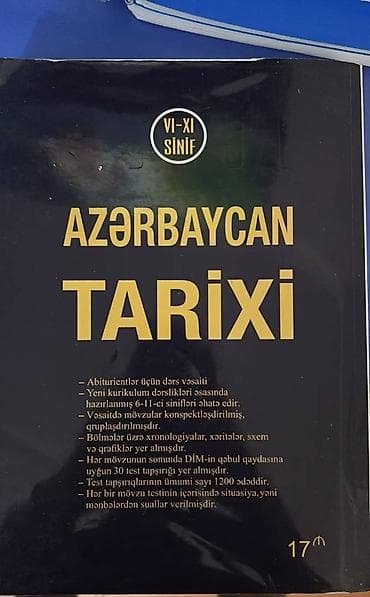 VI-XI
SİNİF
AZƏRBAYCAN
TARİXİ
– Abiturientlər üçün dərs vəsaiti
– Yeni kurikulum dərslikləri əsasında
hazırlanmış 6-11-ci sinifləri əhatə edir.
– Vəsaitdə mövzular konspektləşdirilmiş,
qruplaşdırılmışdır.
– Bölmələr üzrə xronologiyalar, xəritələr, sxem
və qrafiklər yer almışdır.
– Hər mövzunun sonunda DİM-in qəbul qaydasına
uyğun 30 test tapşırığı yer almışdır.
– Test tapşırıqlarının ümumi sayı 1200 ədəddir.
– Hər bir mövzu testinin içərisində situasiya, yəni
mənbələrdən suallar verilmişdir.
17 ₼